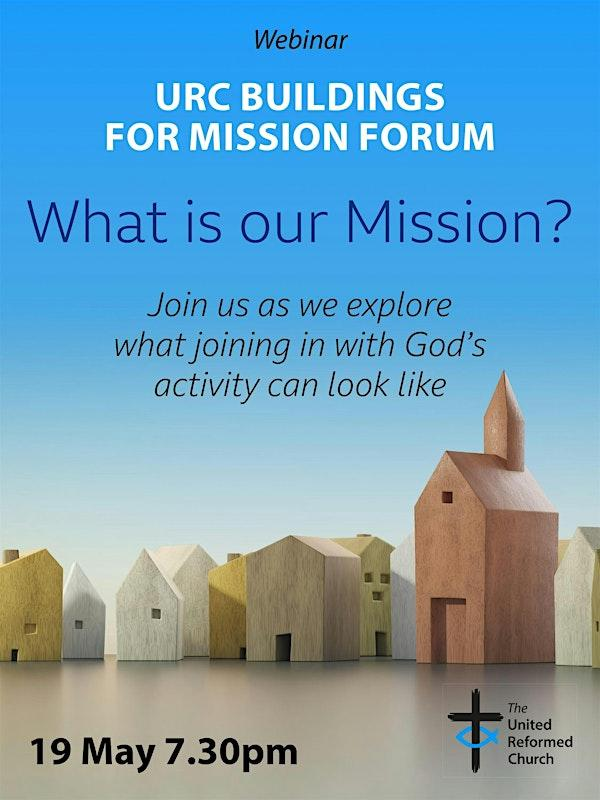 Webinar
URC BUILDINGS
FOR MISSION FORUM
What is our Mission?
Join us as we explore
what joining in with God's
activity can look like
19 May 7.30pm
The
United
Reformed
Church